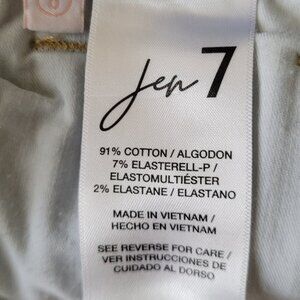 Jen 7
91% COTTON / ALGODON
7% ELASTERELL-P /
ELASTOMULTIÉSTER
2% ELASTANE / ELASTANO
MADE IN VIETNAM /
HECHO EN VIETNAM
SEE REVERSE FOR CARE /
VER INSTRUCCIONES DE
CUIDADO AL DORSO